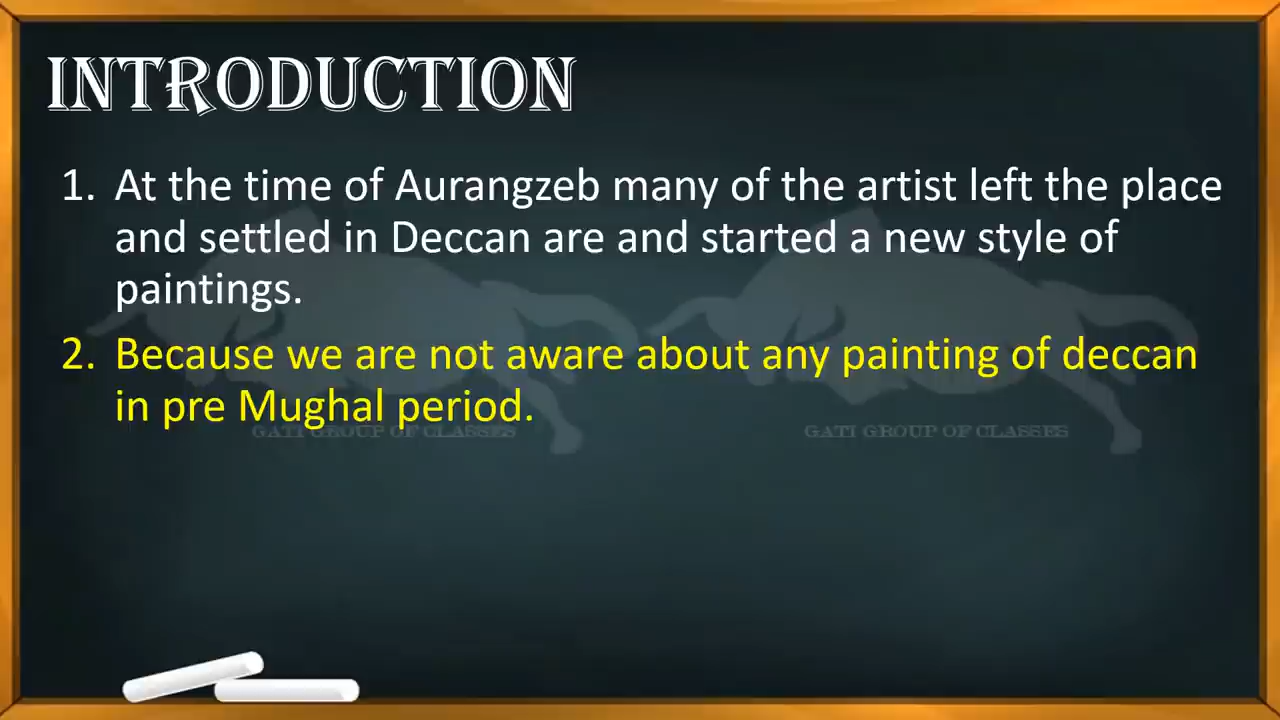 INTRODUCTION
1. At the time of Aurangzeb many of the artist left the place
and settled in Deccan are and started a new style of
paintings.
2. Because we are not aware about any painting of deccan
in pre Mughal period.
GATI GROUP OF CLASSES GATI GROUP OF CLASSES